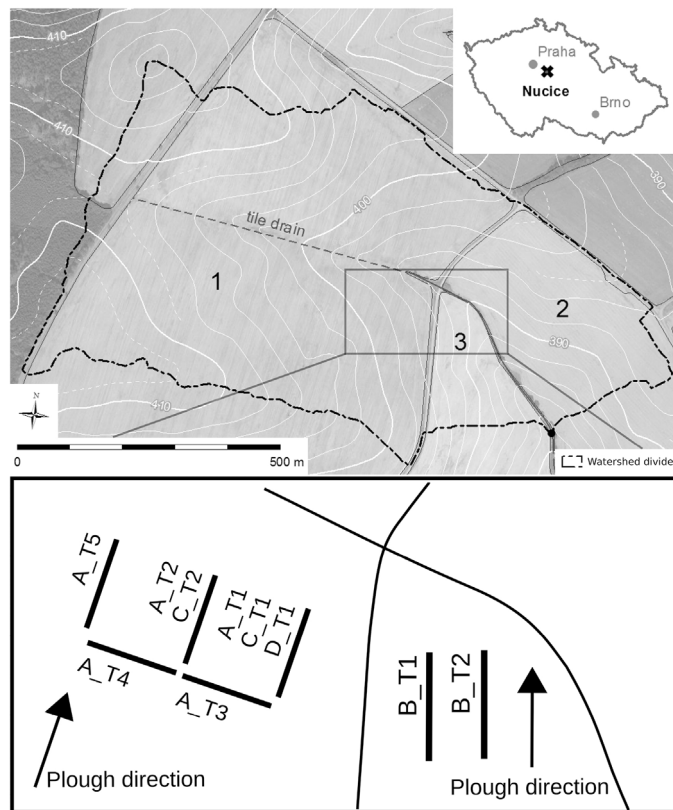 410
410
Praha
Nucice
Brno
390
400
tile drain
1
2
3
390
410
N
0
500 m
Watershed divide
A_T5
A_T2
C_T2
A_T1
C_T1
D_T1
A_T4
A_T3
B_T1
B_T2
Plough direction
Plough direction